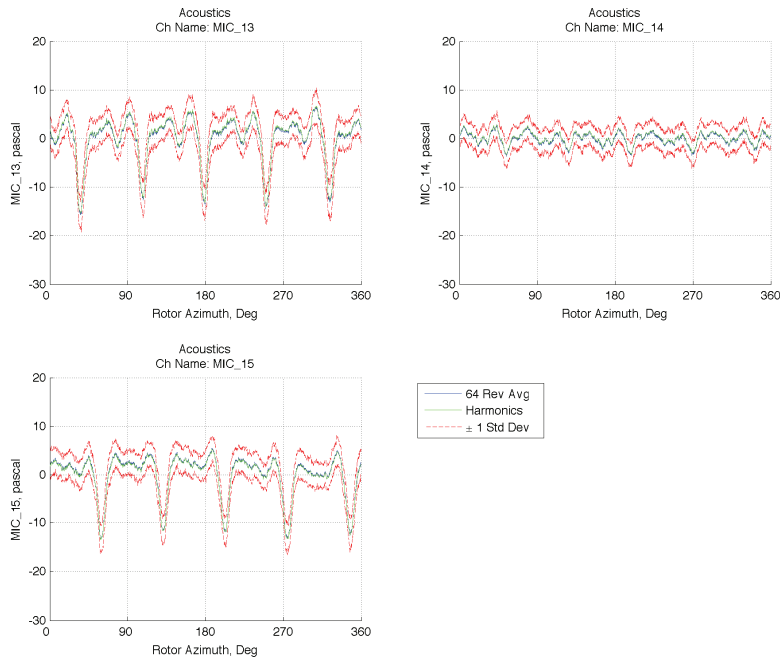 Acoustics
Ch Name: MIC_13
20
10
0
-10
-20
-30
MIC_13, pascal
0 90 180 270 360
Rotor Azimuth, Deg
Acoustics
Ch Name: MIC_14
20
10
0
-10
-20
-30
MIC_14, pascal
0 90 180 270 360
Rotor Azimuth, Deg
Acoustics
Ch Name: MIC_15
20
10
0
-10
-20
-30
MIC_15, pascal
0 90 180 270 360
Rotor Azimuth, Deg
64 Rev Avg
Harmonics
± 1 Std Dev